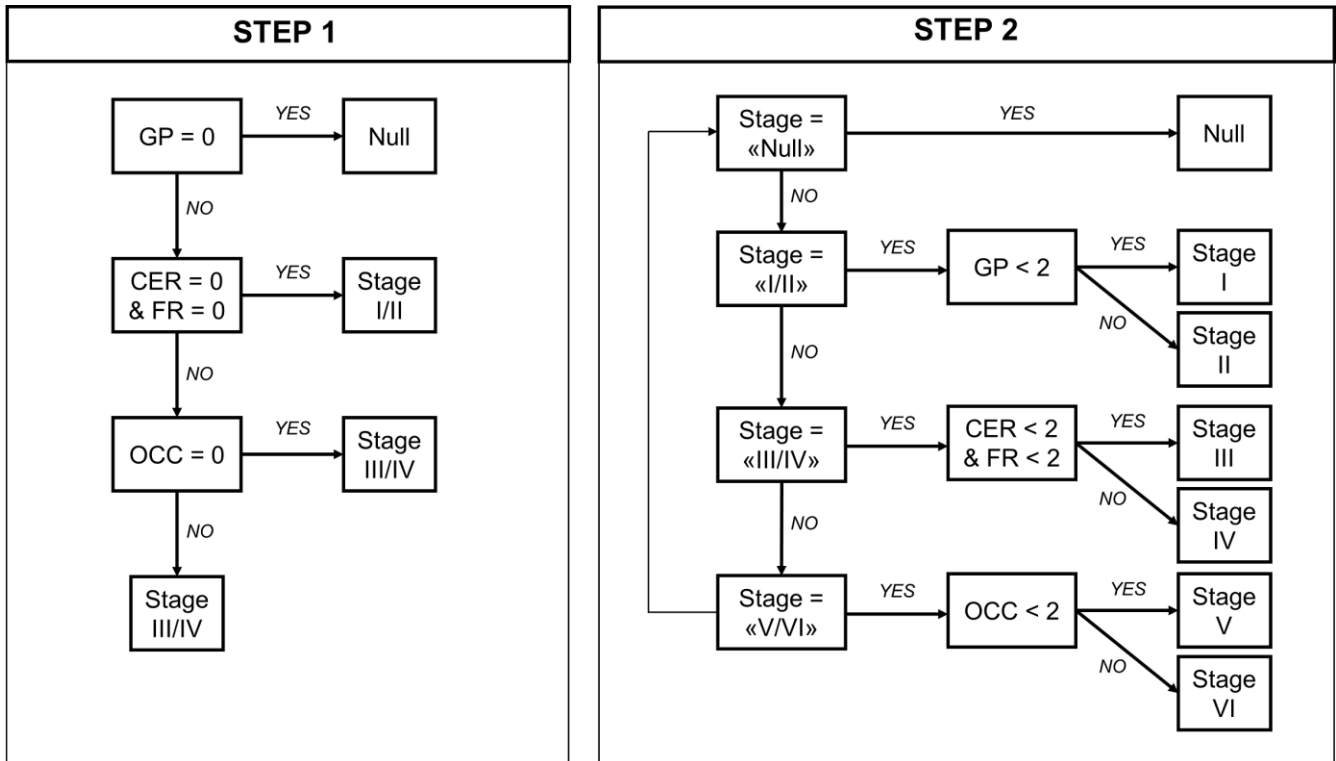 STEP 1
GP = 0
YES
Null
NO
CER = 0
& FR = 0
YES
Stage
I/II
NO
OCC = 0
YES
Stage
III/IV
NO
Stage
III/IV
STEP 2
Stage =
«Null»
YES
Null
NO
Stage =
«I/II»
YES
GP < 2
YES
Stage
I
NO
Stage
II
NO
Stage =
«III/IV»
YES
CER < 2
& FR < 2
YES
Stage
III
NO
Stage
IV
NO
Stage =
«V/VI»
YES
OCC < 2
YES
Stage
V
NO
Stage
VI